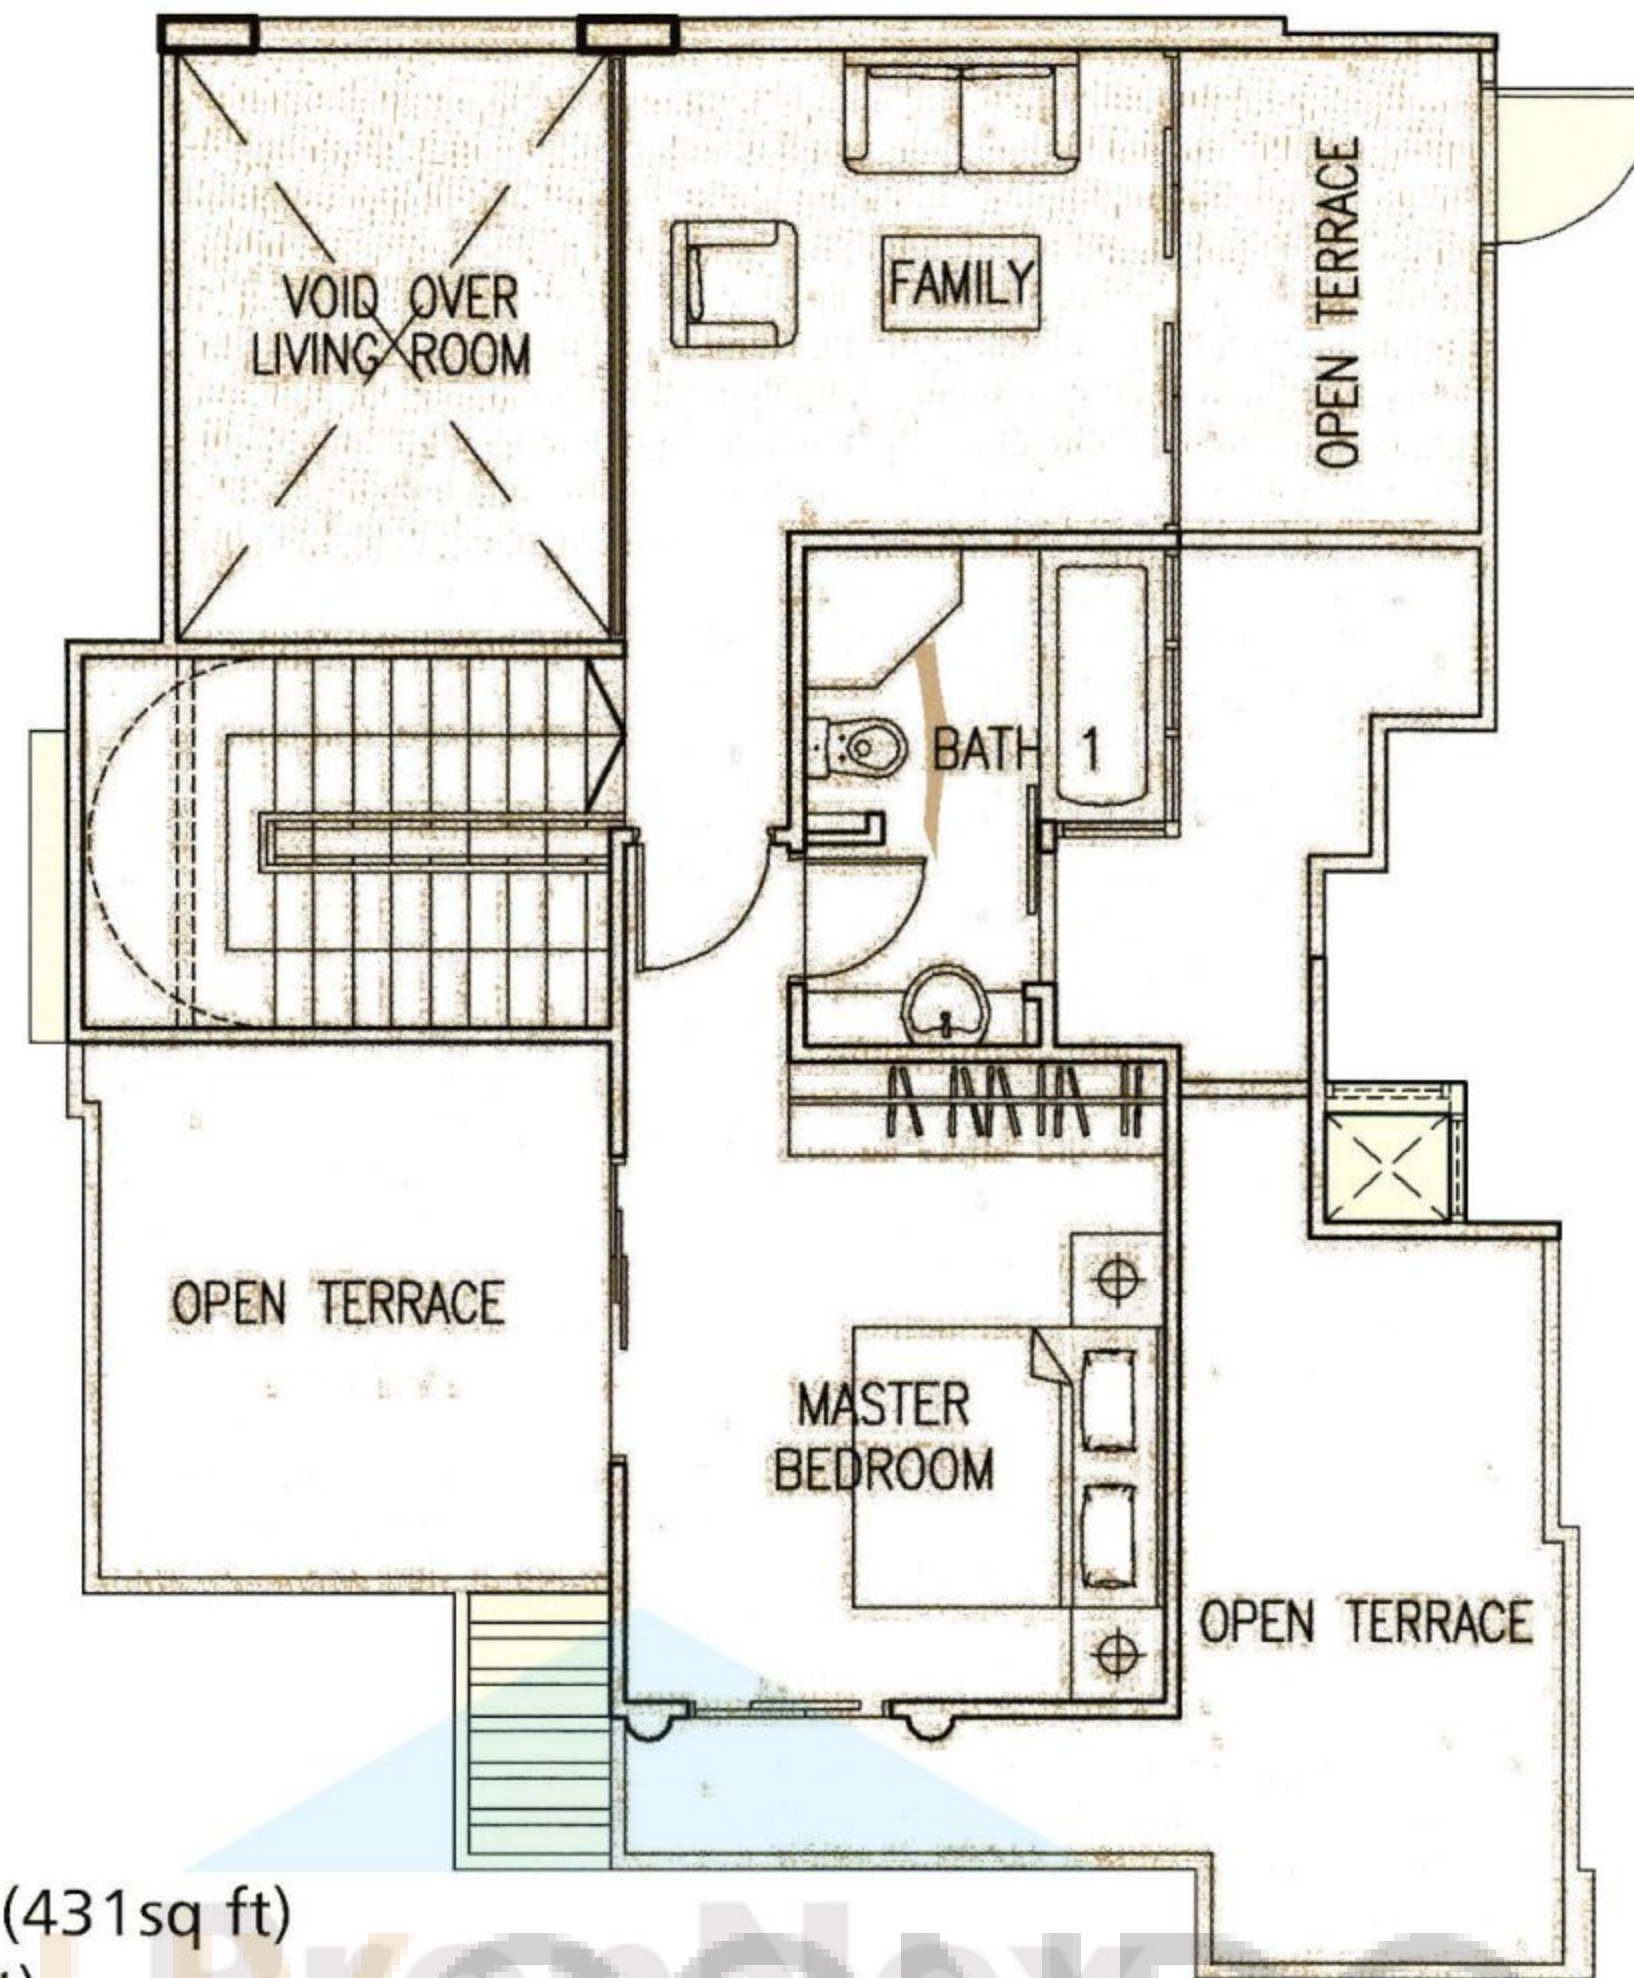 VOID OVER
LIVING ROOM
FAMILY
OPEN TERRACE
BATH 1
OPEN TERRACE
MASTER
BEDROOM
OPEN TERRACE
(431sq ft)